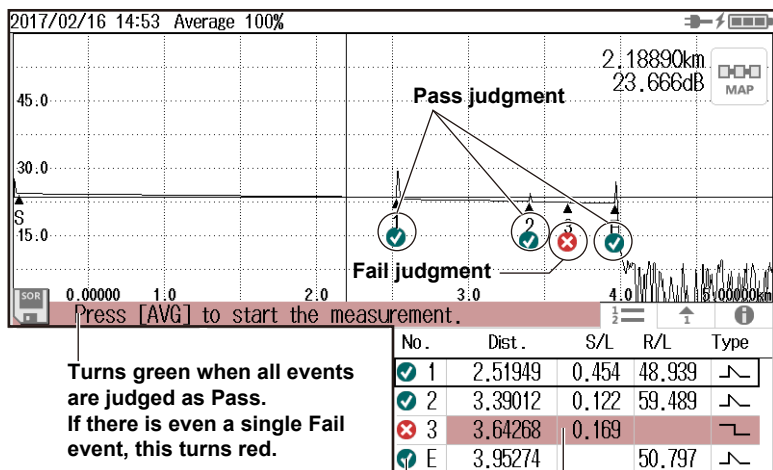 2017/02/16 14:53 Average 100%
2.18890km
23.666dB
MAP
45.0
Pass judgment
30.0
S
1
2
3
E
15.0
Fail judgment
SOR
0.00000 1.0 2.0 3.0 4.0 5.00000km
Press [AVG] to start the measurement.
No. Dist. S/L R/L Type
1 2.51949 0.454 48.939
2 3.39012 0.122 59.489
3 3.64268 0.169
E 3.95274 50.797
Turns green when all events
are judged as Pass.
If there is even a single Fail
event, this turns red.